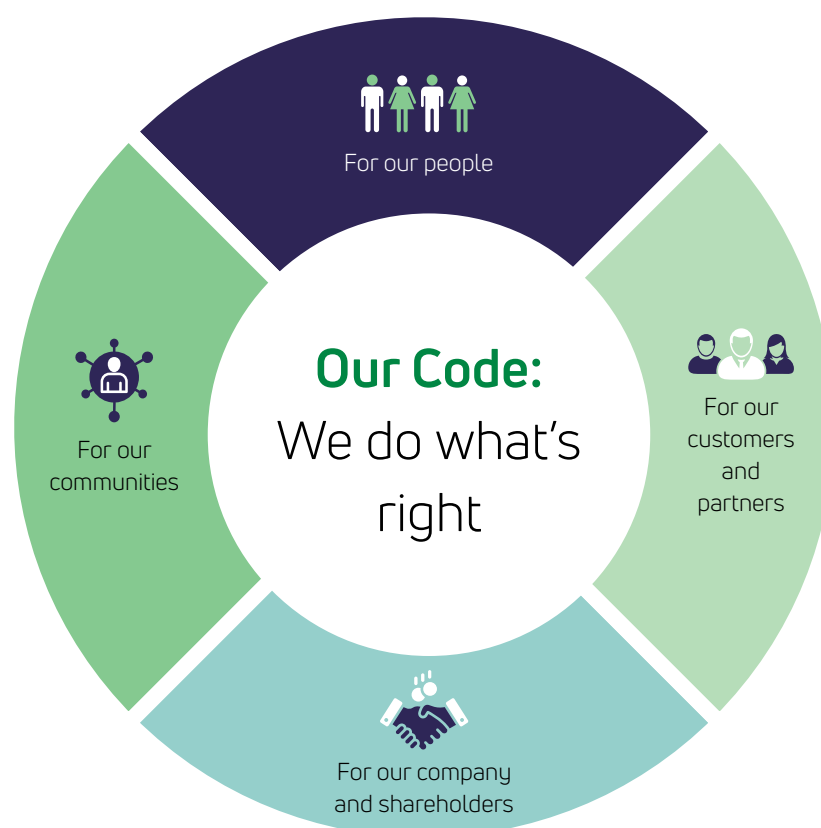 For our people
Our Code:
We do what's
right
For our
customers
and
partners
For our
communities
For our company
and shareholders